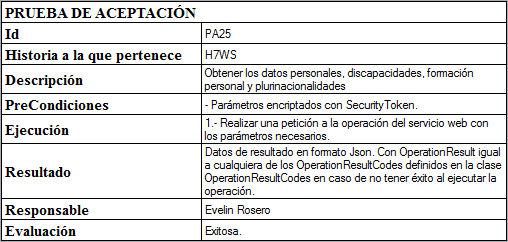 PRUEBA DE ACEPTACIÓN
Id PA25
Historia a la que pertenece H7WS
Descripción Obtener los datos personales, discapacidades, formación
personal y plurinacionalidades
PreCondiciones - Parámetros encriptados con SecurityToken.
Ejecución 1.- Realizar una petición a la operación del servicio web con
los parámetros necesarios.
Resultado Datos de resultado en formato Json. Con OperationResult igual
a cualquiera de los OperationResultCodes definidos en la clase
OperationResultCodes en caso de no tener éxito al ejecutar la
operación.
Responsable Evelin Rosero
Evaluación Exitosa.